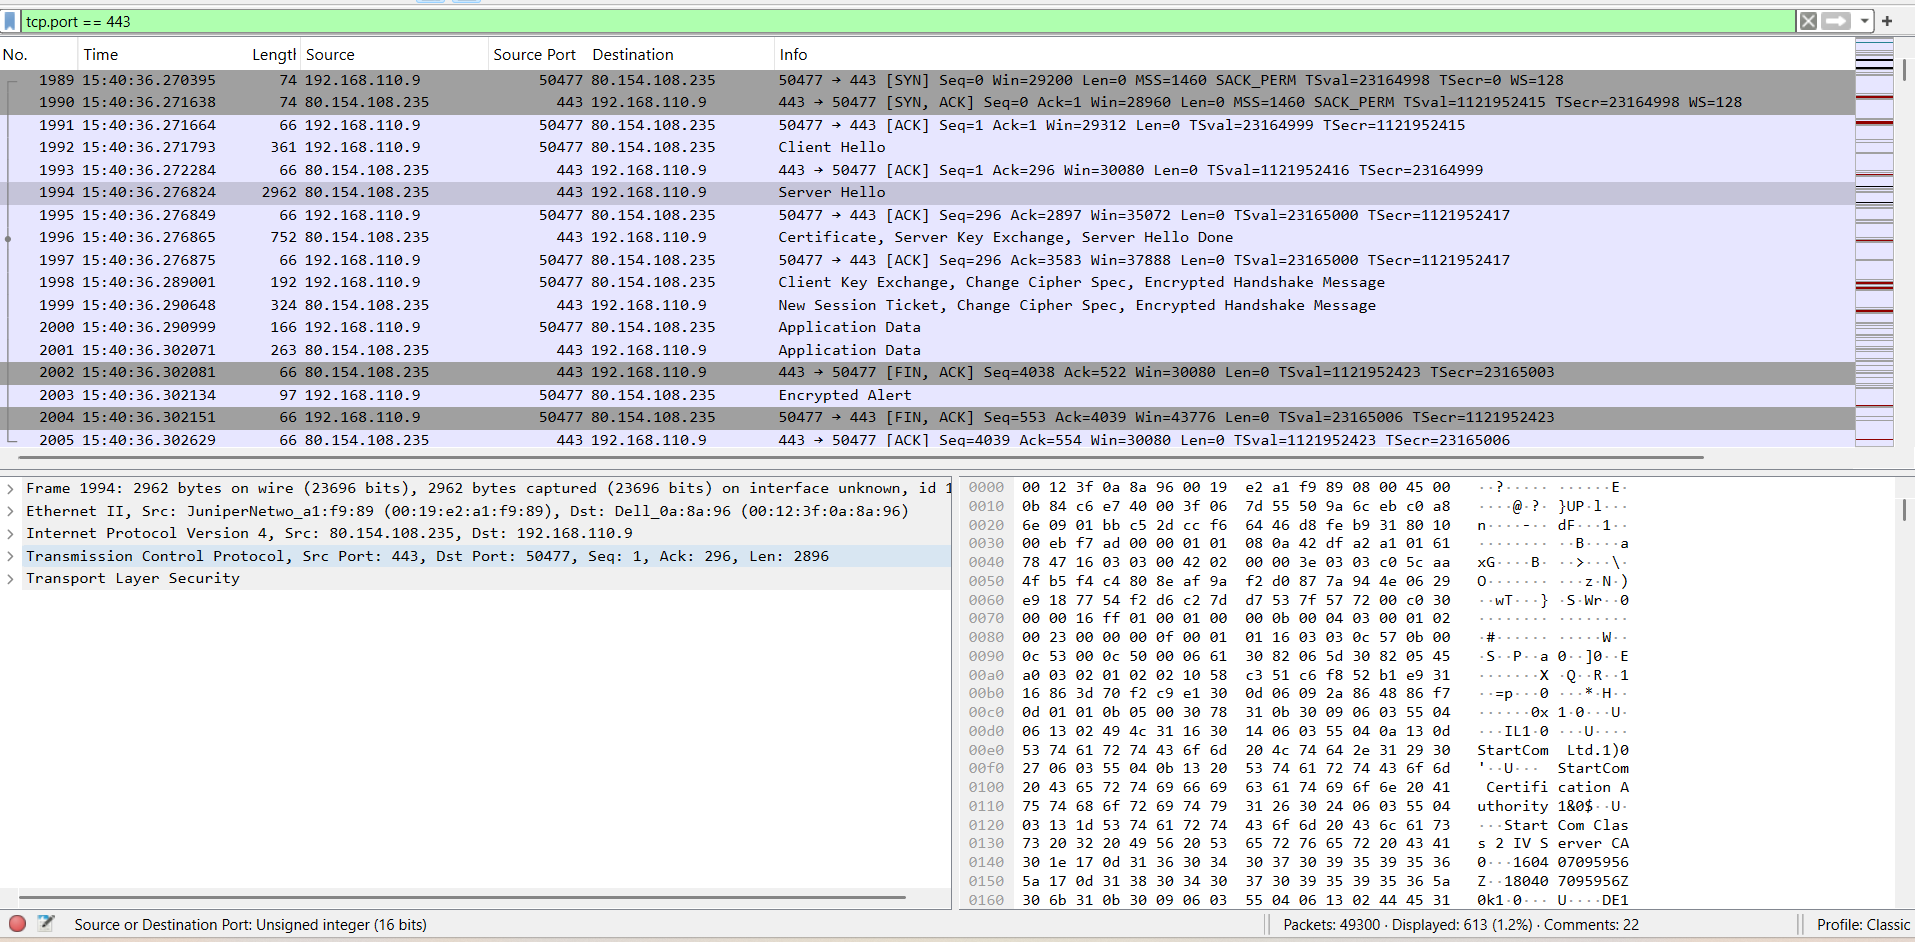 tcp.port == 443
No. Time Length Source Source Port Destination Info
1989 15:40:36.270395 74 192.168.110.9 50477 80.154.108.235 50477 → 443 [SYN] Seq=0 Win=29200 Len=0 MSS=1460 SACK_PERM TSval=23164998 TSecr=0 WS=128
1990 15:40:36.271638 74 80.154.108.235 443 192.168.110.9 443 → 50477 [SYN, ACK] Seq=0 Ack=1 Win=28960 Len=0 MSS=1460 SACK_PERM TSval=1121952415 TSecr=23164998 WS=128
1991 15:40:36.271664 66 192.168.110.9 50477 80.154.108.235 50477 → 443 [ACK] Seq=1 Ack=1 Win=29312 Len=0 TSval=23164999 TSecr=1121952415
1992 15:40:36.271793 361 192.168.110.9 50477 80.154.108.235 Client Hello
1993 15:40:36.272284 66 80.154.108.235 443 192.168.110.9 443 → 50477 [ACK] Seq=1 Ack=296 Win=30080 Len=0 TSval=1121952416 TSecr=23164999
1994 15:40:36.276824 2962 80.154.108.235 443 192.168.110.9 Server Hello
1995 15:40:36.276849 66 192.168.110.9 50477 80.154.108.235 50477 → 443 [ACK] Seq=296 Ack=2897 Win=35072 Len=0 TSval=23165000 TSecr=1121952417
1996 15:40:36.276865 752 80.154.108.235 443 192.168.110.9 Certificate, Server Key Exchange, Server Hello Done
1997 15:40:36.276875 66 192.168.110.9 50477 80.154.108.235 50477 → 443 [ACK] Seq=296 Ack=3583 Win=37888 Len=0 TSval=23165000 TSecr=1121952417
1998 15:40:36.289001 192 192.168.110.9 50477 80.154.108.235 Client Key Exchange, Change Cipher Spec, Encrypted Handshake Message
1999 15:40:36.290648 324 80.154.108.235 443 192.168.110.9 New Session Ticket, Change Cipher Spec, Encrypted Handshake Message
2000 15:40:36.290999 166 192.168.110.9 50477 80.154.108.235 Application Data
2001 15:40:36.302071 263 80.154.108.235 443 192.168.110.9 Application Data
2002 15:40:36.302081 66 80.154.108.235 443 192.168.110.9 443 → 50477 [FIN, ACK] Seq=4038 Ack=522 Win=30080 Len=0 TSval=1121952423 TSecr=23165003
2003 15:40:36.302134 97 192.168.110.9 50477 80.154.108.235 Encrypted Alert
2004 15:40:36.302151 66 192.168.110.9 50477 80.154.108.235 50477 → 443 [FIN, ACK] Seq=553 Ack=4039 Win=43776 Len=0 TSval=23165006 TSecr=1121952423
2005 15:40:36.302629 66 80.154.108.235 443 192.168.110.9 443 → 50477 [ACK] Seq=4039 Ack=554 Win=30080 Len=0 TSval=1121952423 TSecr=23165006
Frame 1994: 2962 bytes on wire (23696 bits), 2962 bytes captured (23696 bits) on interface unknown, id 1
Ethernet II, Src: JuniperNetwo_a1:f9:89 (00:19:e2:a1:f9:89), Dst: Dell_0a:8a:96 (00:12:3f:0a:8a:96)
Internet Protocol Version 4, Src: 80.154.108.235, Dst: 192.168.110.9
Transmission Control Protocol, Src Port: 443, Dst Port: 50477, Seq: 1, Ack: 296, Len: 2896
Transport Layer Security
0000 00 12 3f 0a 8a 96 00 19 e2 a1 f9 89 08 00 45 00 ··?····· ······E·
0010 0b 84 c6 e7 40 00 3f 06 7d 55 50 9a 6c eb c0 a8 ····@·?· }UP·l···
0020 6e 09 01 bb c5 2d cc f6 64 46 d8 fe b9 31 80 10 n····-·· dF···1··
0030 00 eb f7 ad 00 00 01 01 08 0a 42 df a2 a1 01 61 ········ ··B····a
0040 78 47 16 03 03 00 42 02 00 00 3e 03 03 c0 5c aa xG····B· ··>···\·
0050 4f b5 f4 c4 80 8e af 9a f2 d0 87 7a 94 4e 06 29 O······· ···z·N·)
0060 e9 18 77 54 f2 d6 c2 7d d7 53 7f 57 72 00 c0 30 ··wT···} ·S·Wr··0
0070 00 00 16 ff 01 00 01 00 00 0b 00 04 03 00 01 02 ········ ········
0080 00 23 00 00 00 0f 00 01 01 16 03 03 0c 57 0b 00 ·#······ ·····W··
0090 0c 53 00 0c 50 00 06 61 30 82 06 5d 30 82 05 45 ·S··P··a 0··]0··E
00a0 a0 03 02 01 02 02 10 58 c3 51 c6 f8 52 b1 e9 31 ·······X ·Q··R··1
00b0 16 86 3d 70 f2 c9 e1 30 0d 06 09 2a 86 48 86 f7 ··=p···0 ···*·H··
00c0 0d 01 01 0b 05 00 30 78 31 0b 30 09 06 03 55 04 ······0x 1·0···U·
00d0 06 13 02 49 4c 31 16 30 14 06 03 55 04 0a 13 0d ···IL1·0 ···U····
00e0 53 74 61 72 74 43 6f 6d 20 4c 74 64 2e 31 29 30 StartCom Ltd.1)0
00f0 27 06 03 55 04 0b 13 20 53 74 61 72 74 43 6f 6d '··U··· StartCom
0100 20 43 65 72 74 69 66 69 63 61 74 69 6f 6e 20 41 Certifi cation A
0110 75 74 68 6f 72 69 74 79 31 26 30 24 06 03 55 04 uthority 1&0$··U·
0120 03 13 1d 53 74 61 72 74 43 6f 6d 20 43 6c 61 73 ···Start Com Clas
0130 73 20 32 20 49 56 20 53 65 72 76 65 72 20 43 41 s 2 IV S erver CA
0140 30 1e 17 0d 31 36 30 34 30 37 30 39 35 39 35 36 0···1604 07095956
0150 5a 17 0d 31 38 30 34 30 37 30 39 35 39 35 36 5a Z··18040 7095956Z
0160 30 6b 31 0b 30 09 06 03 55 04 06 13 02 44 45 31 0k1·0··· U····DE1
Source or Destination Port: Unsigned integer (16 bits) Packets: 49300 · Displayed: 613 (1.2%) · Comments: 22 Profile: Classic